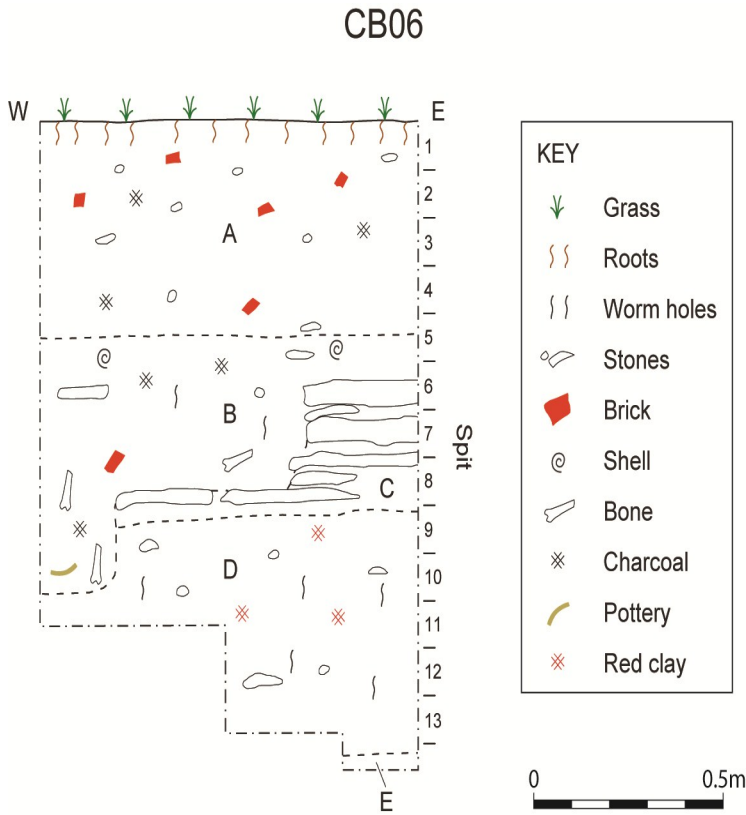 CB06
W
E
1
2
3
4
5
6
7
8
9
10
11
12
13
Spit
A
B
C
D
E
KEY
Grass
Roots
Worm holes
Stones
Brick
Shell
Bone
Charcoal
Pottery
Red clay
0 0.5m